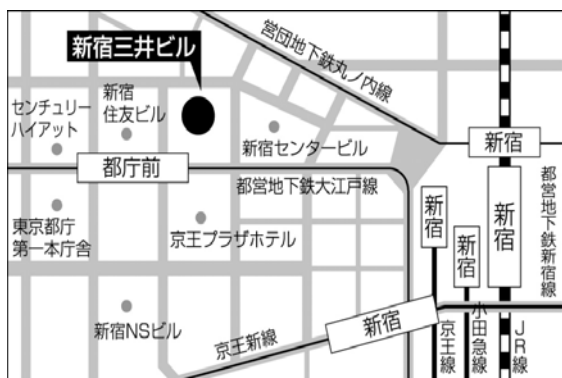 営団地下鉄丸ノ内線
新宿三井ビル
新宿
住友ビル
センチュリー
ハイアット
新宿センタービル
新宿
都庁前
都営地下鉄大江戸線
都営地下鉄新宿線
新宿
新宿
新宿
東京都庁
第一本庁舎
京王プラザホテル
新宿NSビル
京王新線
新宿
京王線
小田急線
JR線